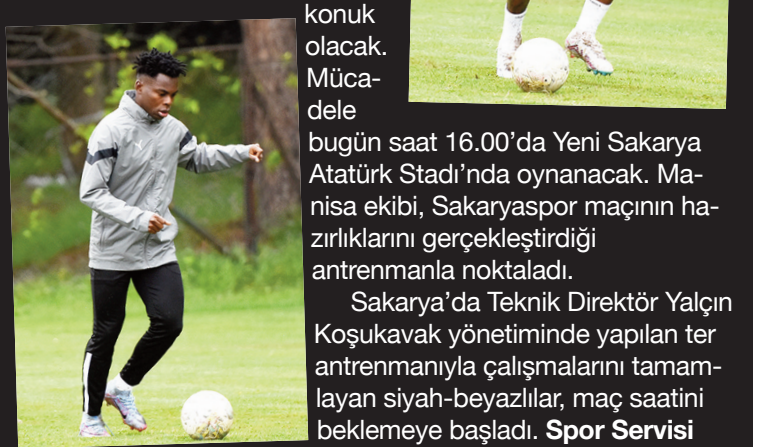 konuk
olacak.
Müca-
dele
bugün saat 16.00’da Yeni Sakarya
Atatürk Stadı’nda oynanacak. Ma-
nisa ekibi, Sakaryaspor maçının ha-
zırlıklarını gerçekleştirdiği
antrenmanla noktaladı.
Sakarya’da Teknik Direktör Yalçın
Koşukavak yönetiminde yapılan ter
antrenmanıyla çalışmalarını tamam-
layan siyah-beyazlılar, maç saatini
beklemeye başladı. Spor Servisi